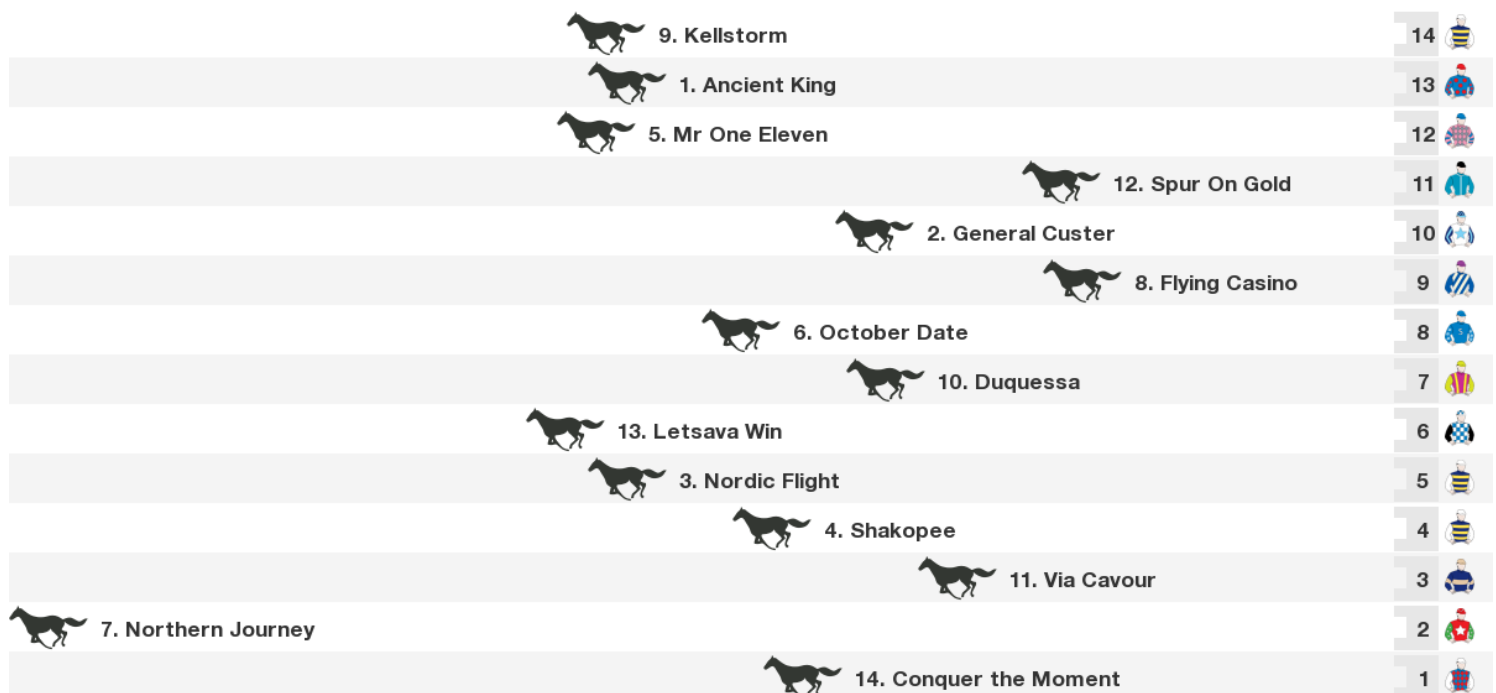 9. Kellstorm 14
1. Ancient King 13
5. Mr One Eleven 12
12. Spur On Gold 11
2. General Custer 10
8. Flying Casino 9
6. October Date 8
10. Duquessa 7
13. Letsava Win 6
3. Nordic Flight 5
4. Shakopee 4
11. Via Cavour 3
7. Northern Journey 2
14. Conquer the Moment 1